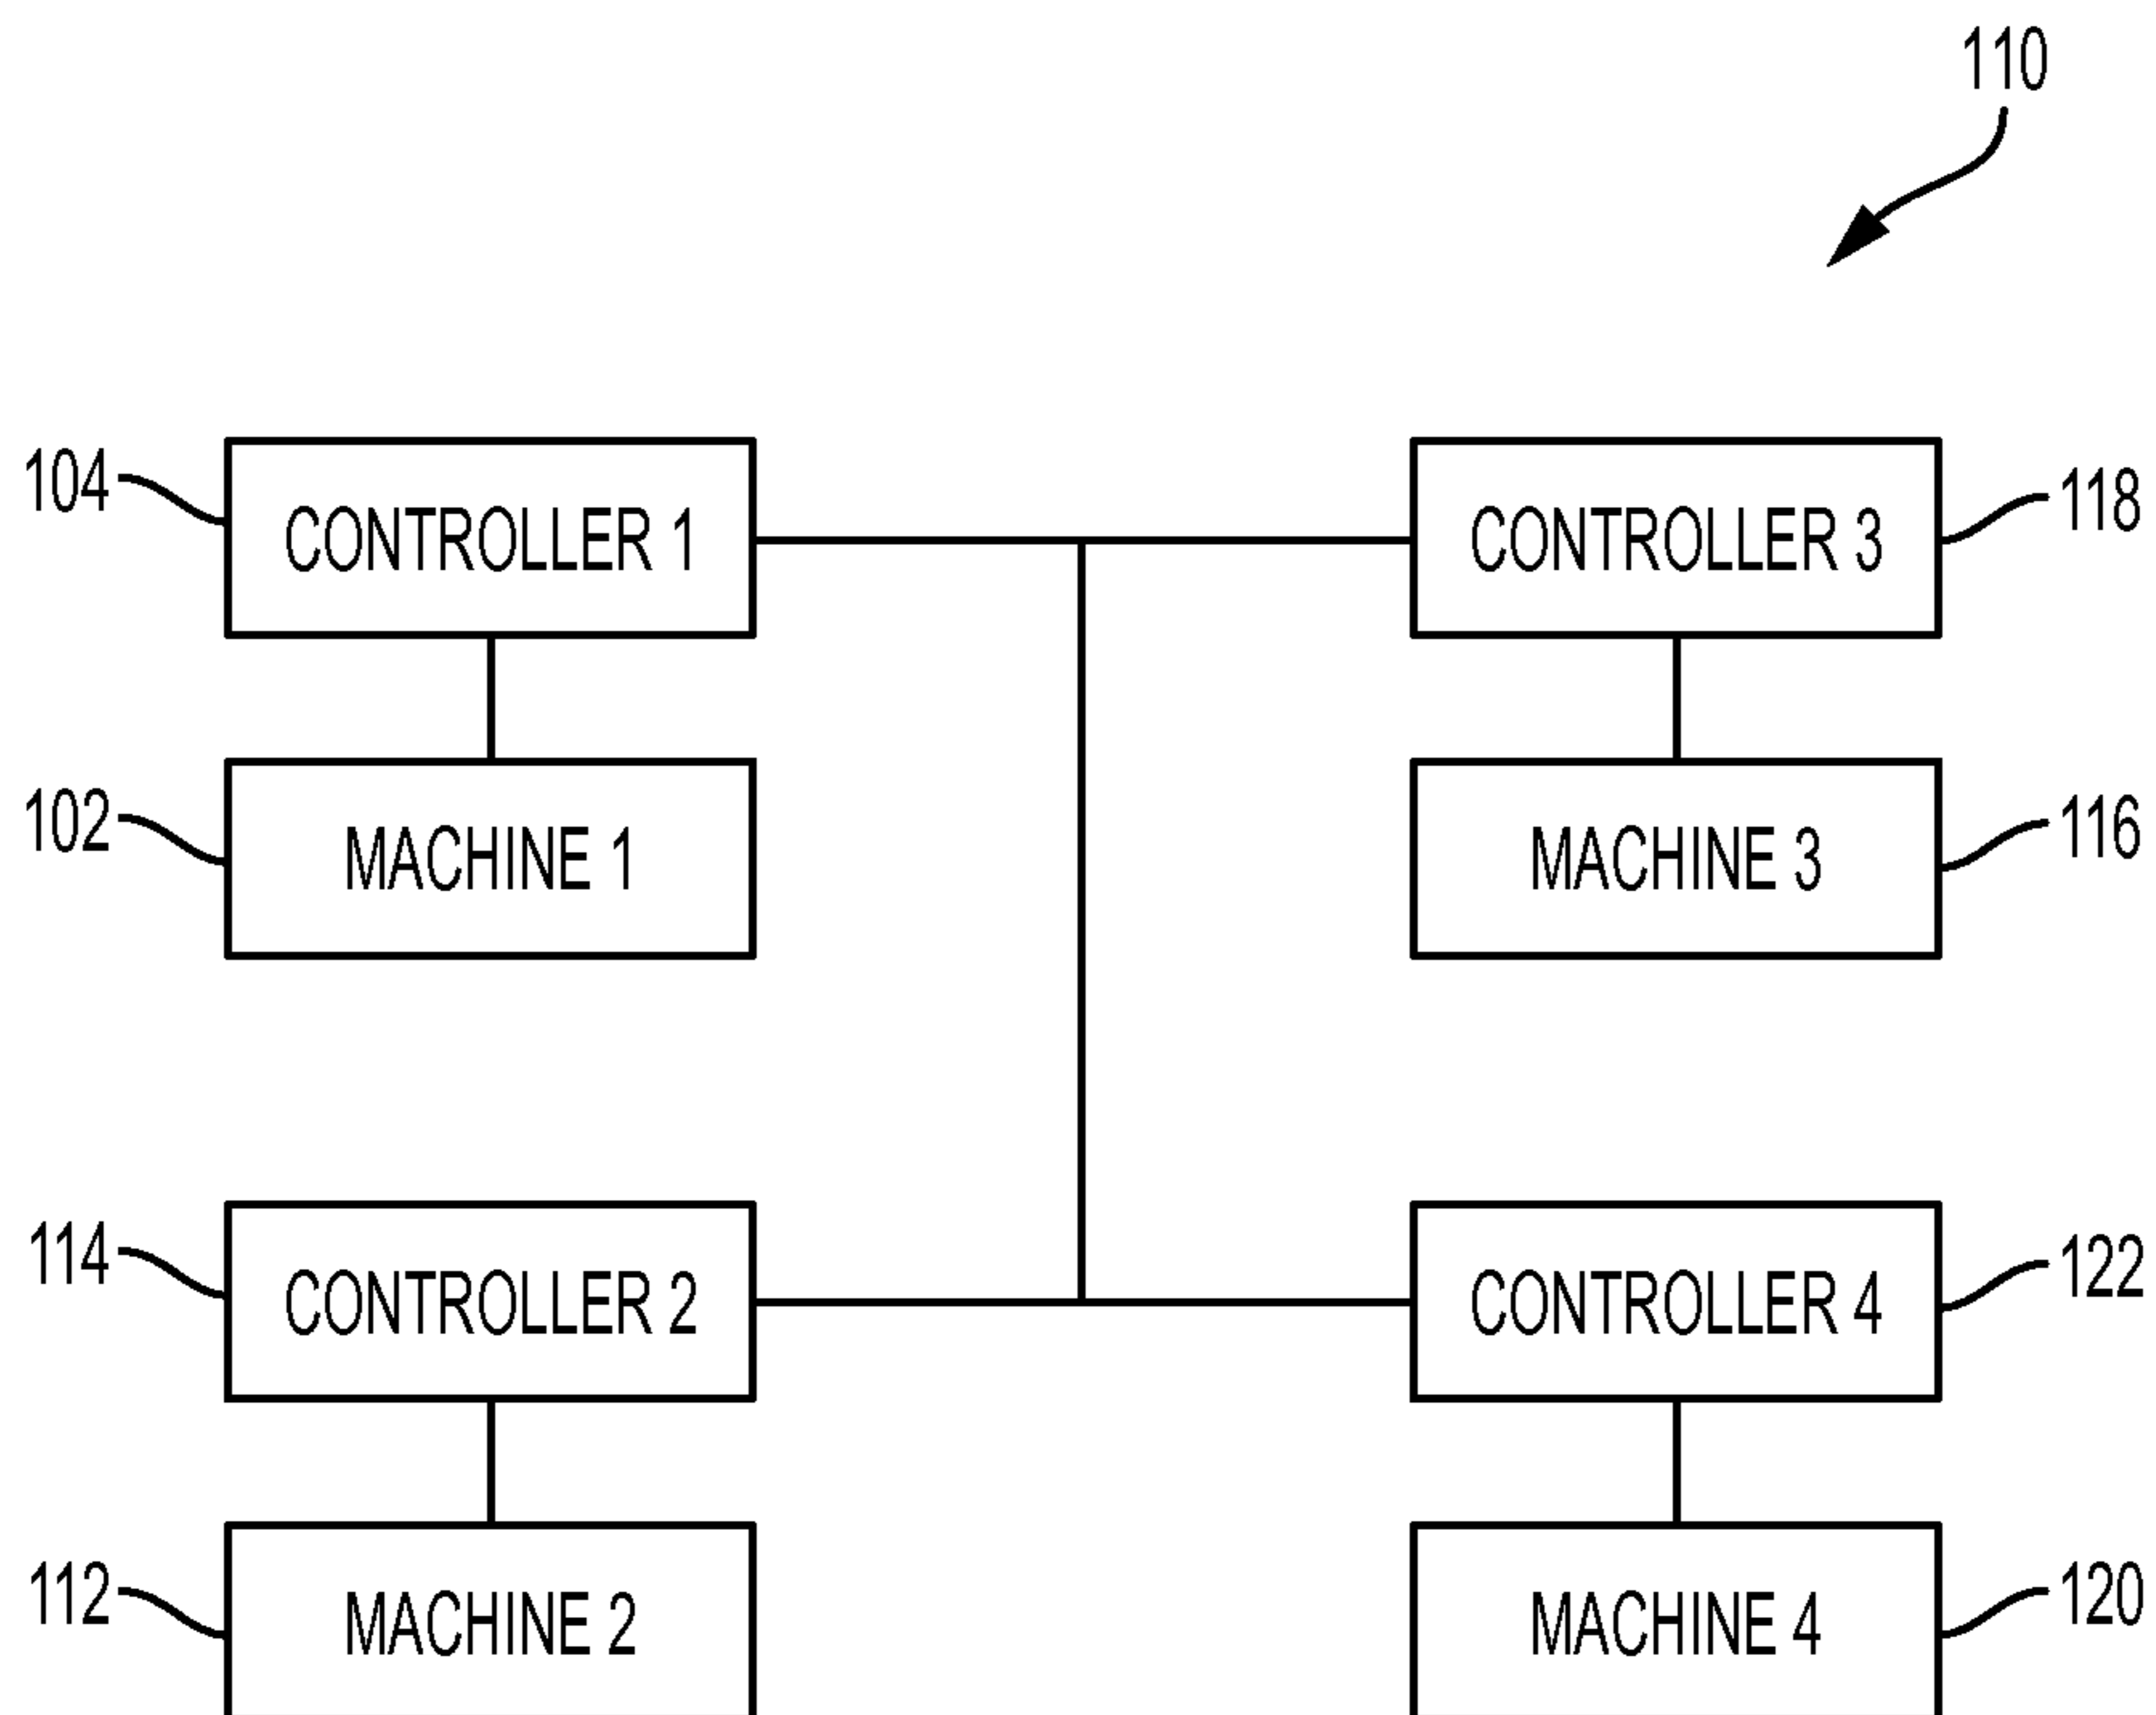 110
104
CONTROLLER 1
CONTROLLER 3
118
102
MACHINE 1
MACHINE 3
116
114
CONTROLLER 2
CONTROLLER 4
122
112
MACHINE 2
MACHINE 4
120